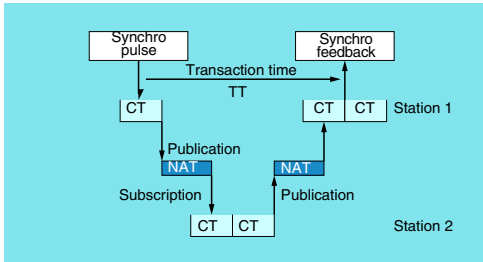 Synchro
pulse
Synchro
feedback
Transaction time
TT
CT
CT
CT
Station 1
Publication
NAT
NAT
Subscription
Publication
CT
CT
Station 2